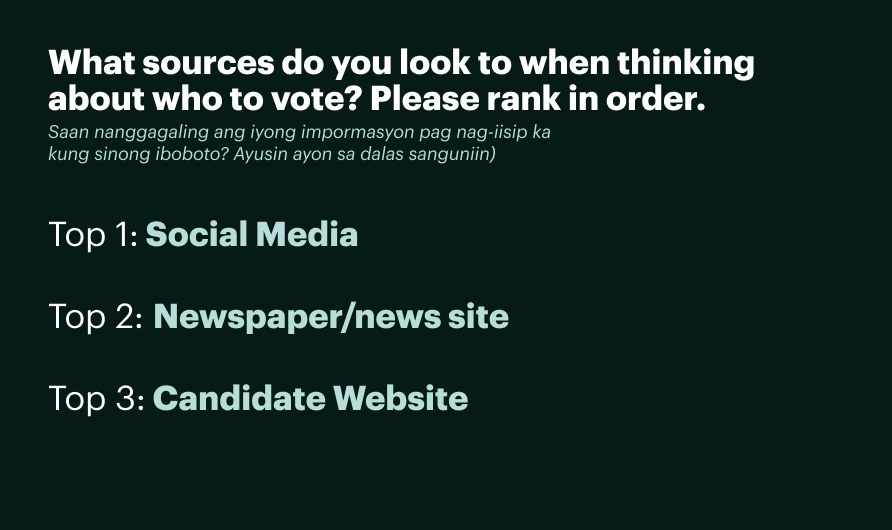 What sources do you look to when thinking
about who to vote? Please rank in order.
Saan nanggagaling ang iyong impormasyon pag nag-iisip ka
kung sinong iboboto? Ayusin ayon sa dalas sanguniin)
Top 1: Social Media
Top 2: Newspaper/news site
Top 3: Candidate Website